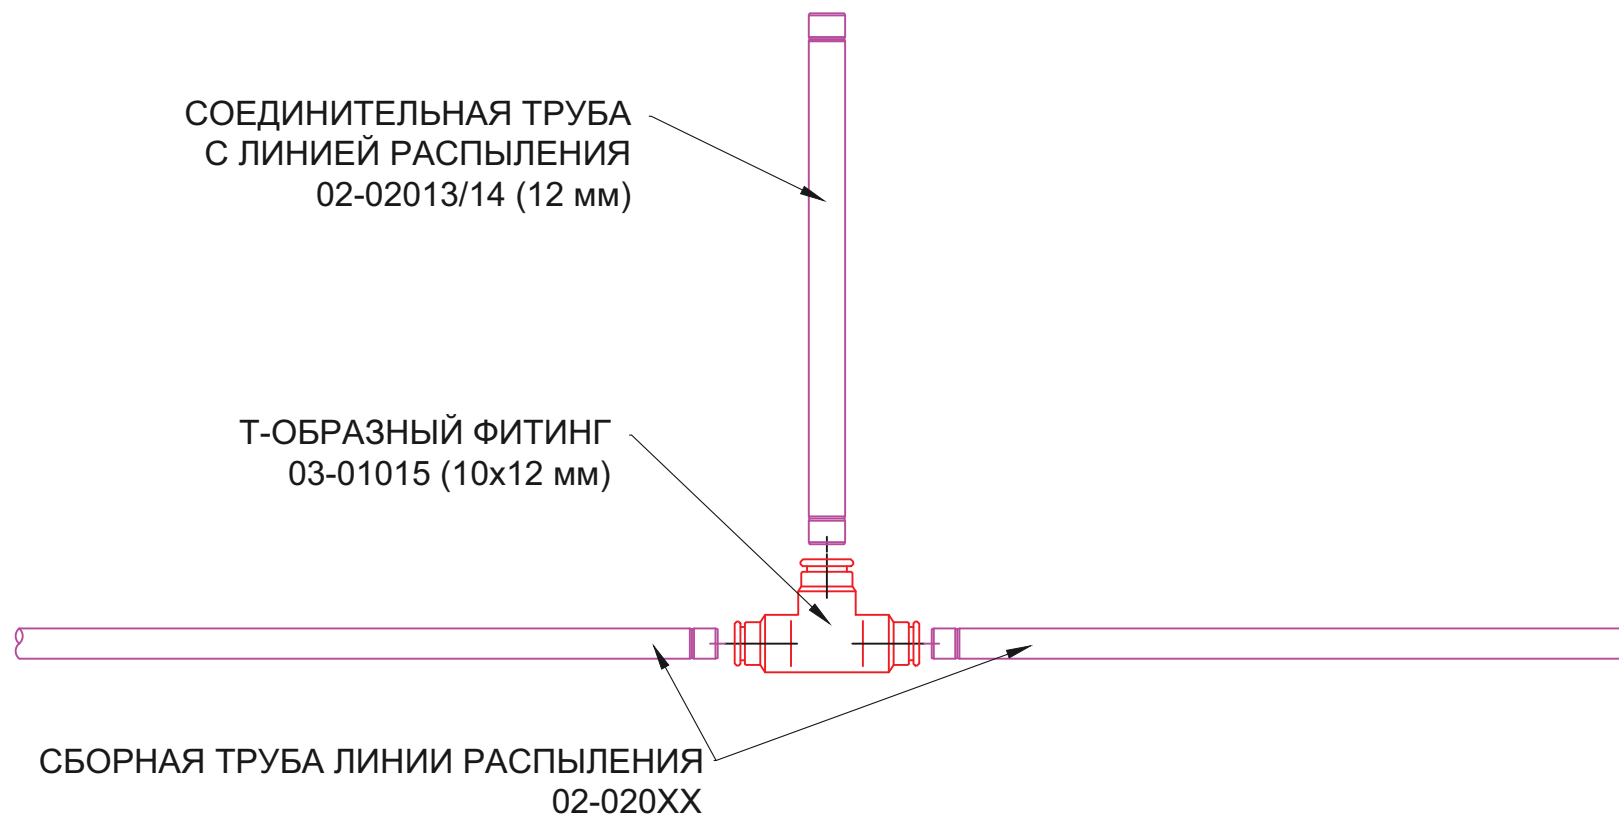 СОЕДИНИТЕЛЬНАЯ ТРУБА
С ЛИНИЕЙ РАСПЫЛЕНИЯ
02-02013/14 (12 мм)
Т-ОБРАЗНЫЙ ФИТИНГ
03-01015 (10x12 мм)
СБОРНАЯ ТРУБА ЛИНИИ РАСПЫЛЕНИЯ
02-020XX